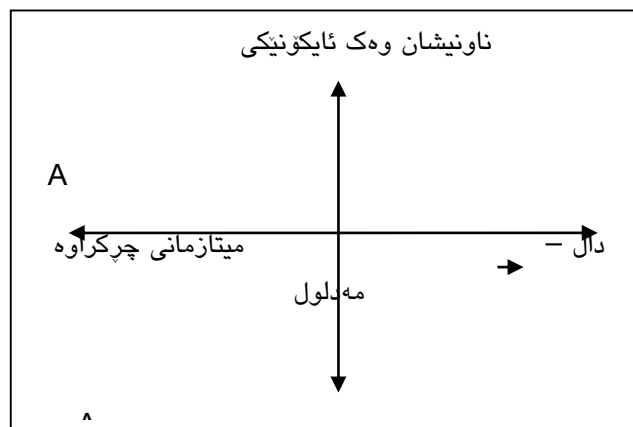 ناونیشان وەک ئایکۆنێکی
A
دال –
میتازمانی چڕکراوە
مەدلول